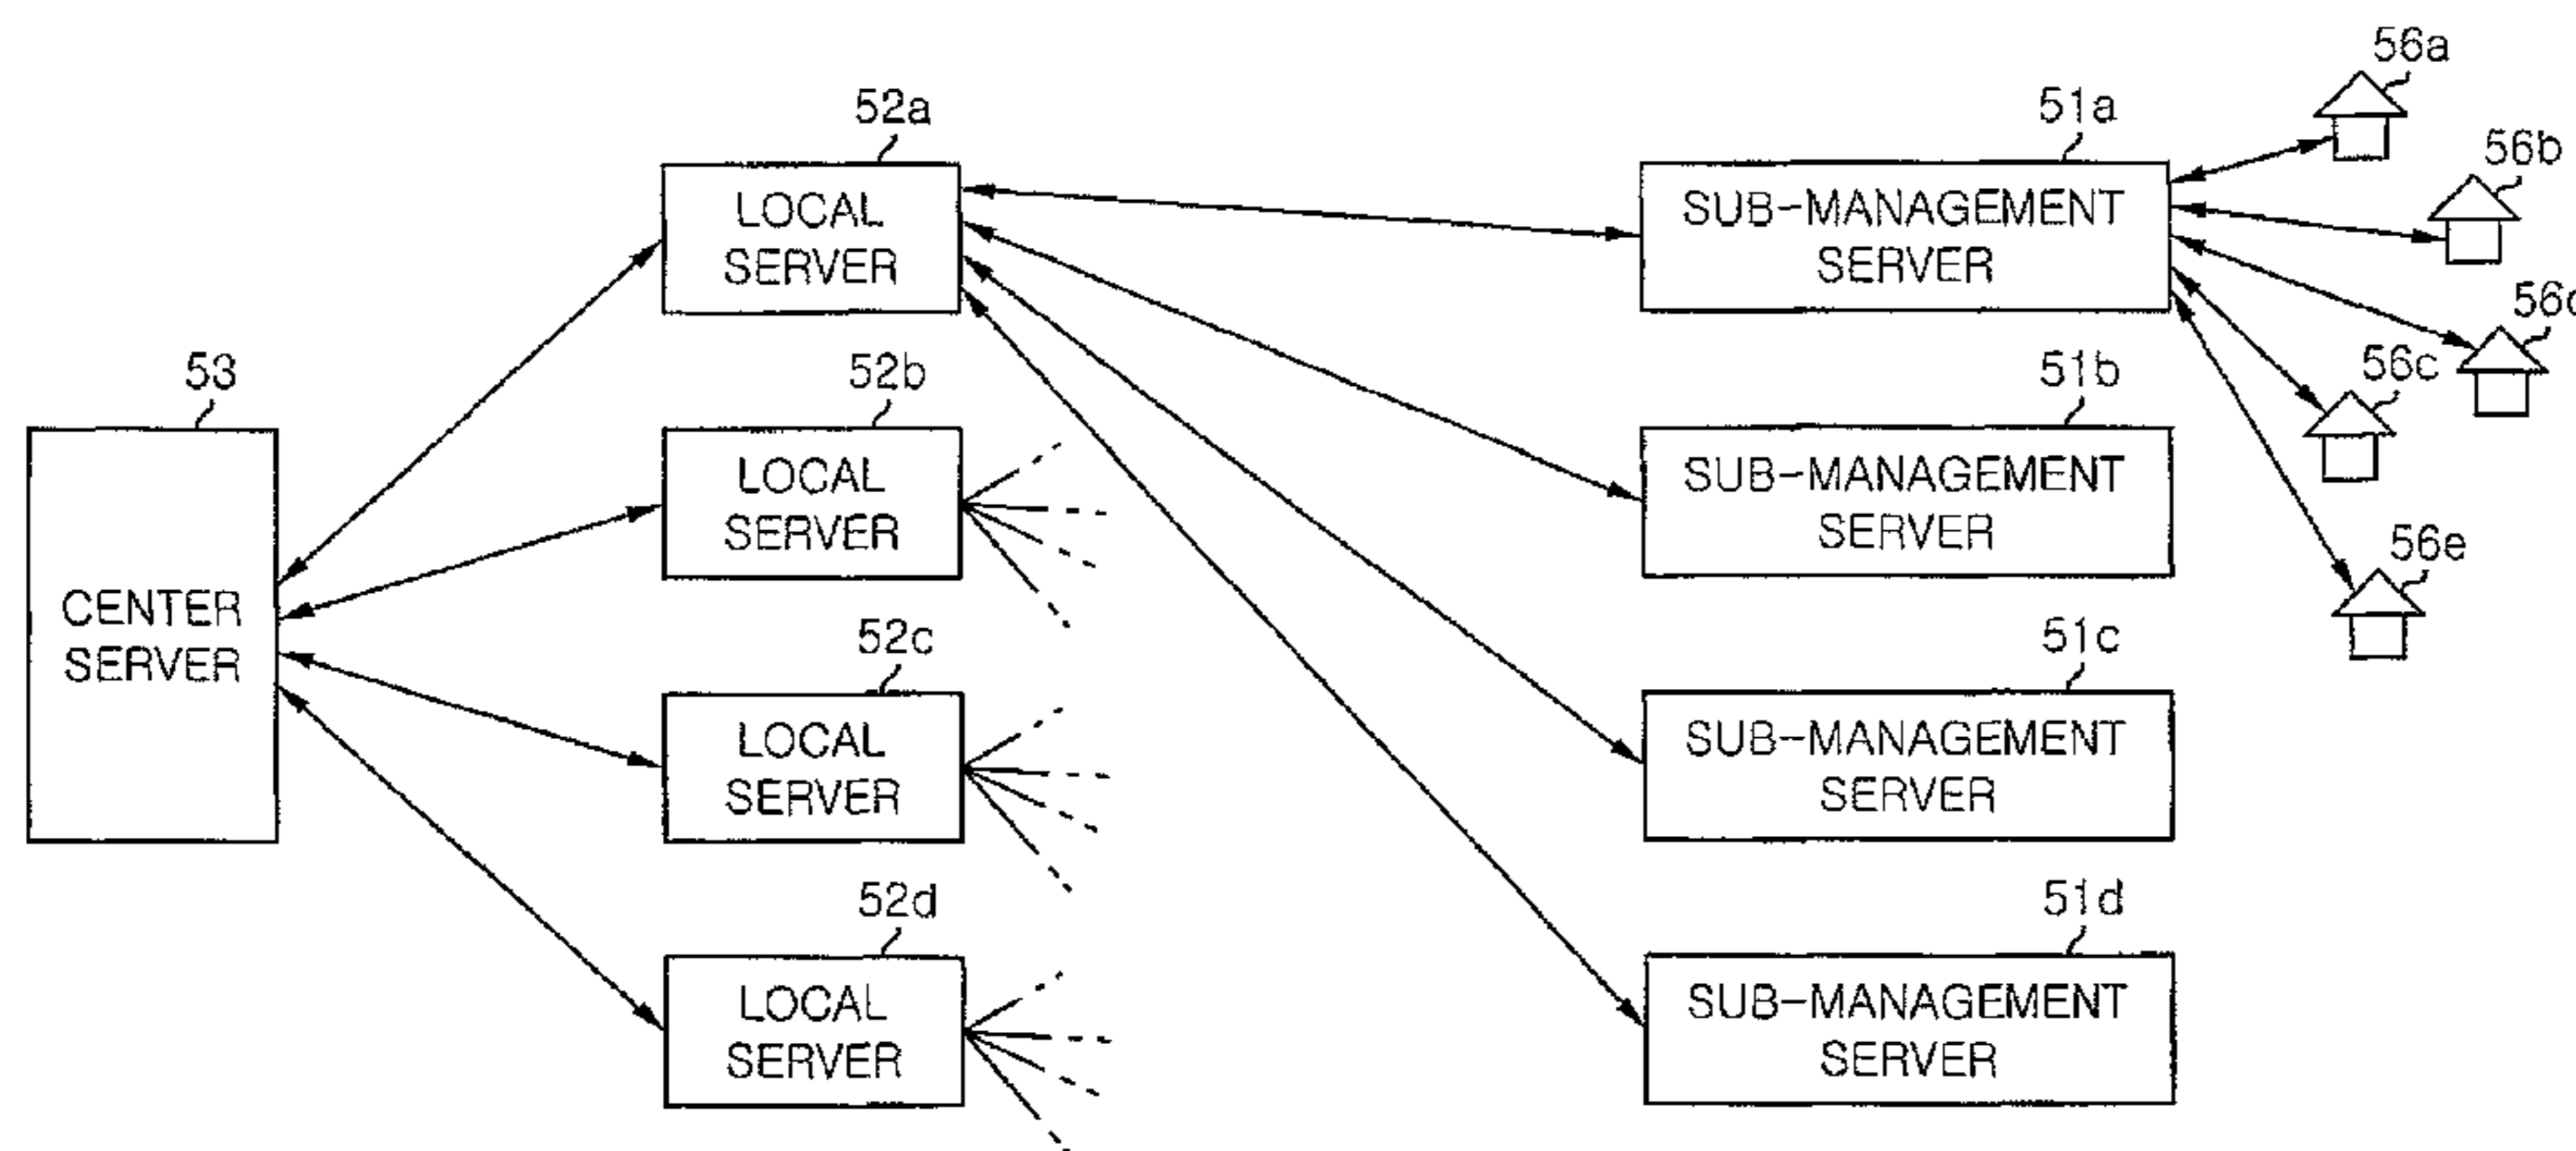 56a
52a
51a
56b
LOCAL
SERVER
SUB-MANAGEMENT
SERVER
53
52b
51b
56c
CENTER
SERVER
LOCAL
SERVER
SUB-MANAGEMENT
SERVER
56e
52c
51c
LOCAL
SERVER
SUB-MANAGEMENT
SERVER
52d
51d
LOCAL
SERVER
SUB-MANAGEMENT
SERVER